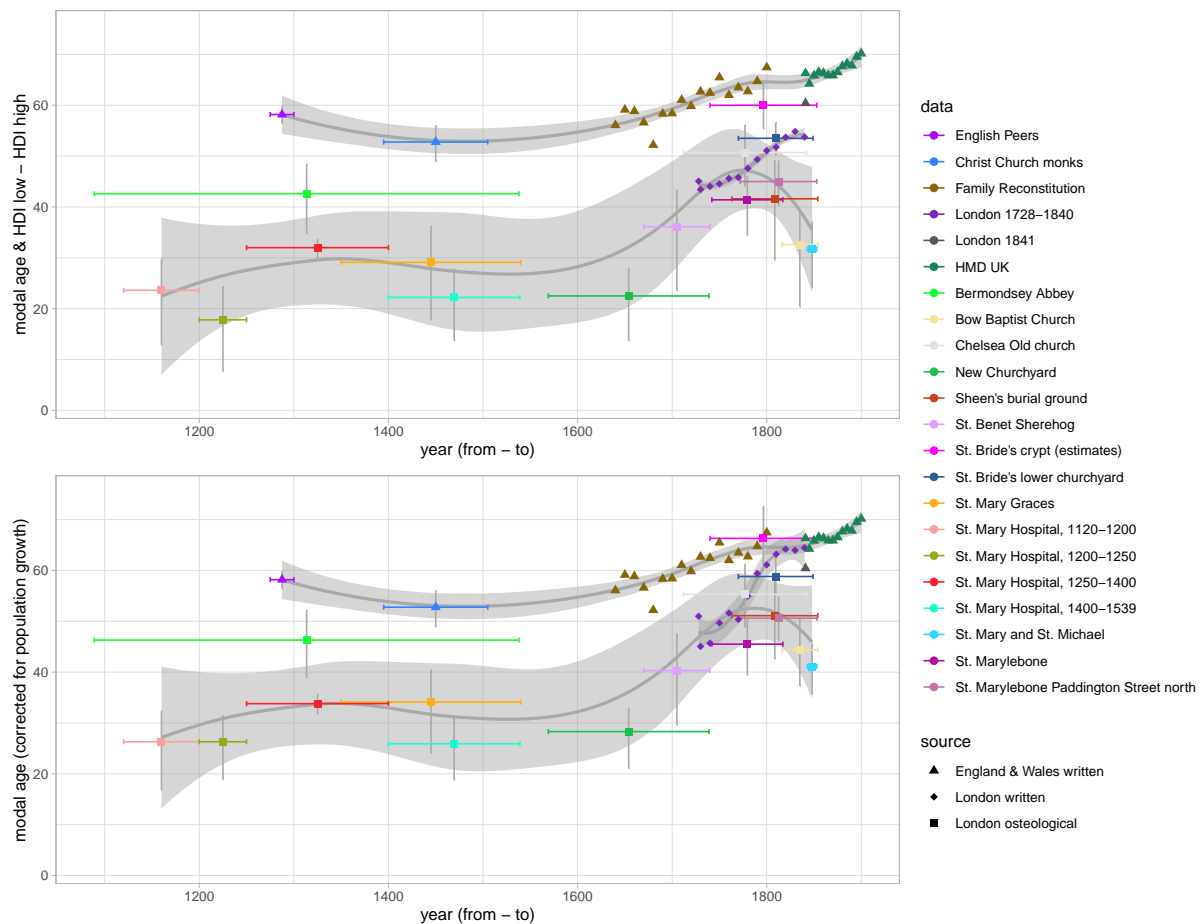 modal age & HDI low − HDI high
60
40
20
0
1200
1400
1600
1800
year (from − to)
modal age (corrected for population growth)
60
40
20
0
1200
1400
1600
1800
year (from − to)
data
English Peers
Christ Church monks
Family Reconstitution
London 1728−1840
London 1841
HMD UK
Bermondsey Abbey
Bow Baptist Church
Chelsea Old church
New Churchyard
Sheen's burial ground
St. Benet Sherehog
St. Bride's crypt (estimates)
St. Bride's lower churchyard
St. Mary Graces
St. Mary Hospital, 1120−1200
St. Mary Hospital, 1200−1250
St. Mary Hospital, 1250−1400
St. Mary Hospital, 1400−1539
St. Mary and St. Michael
St. Marylebone
St. Marylebone Paddington Street north
source
England & Wales written
London written
London osteological